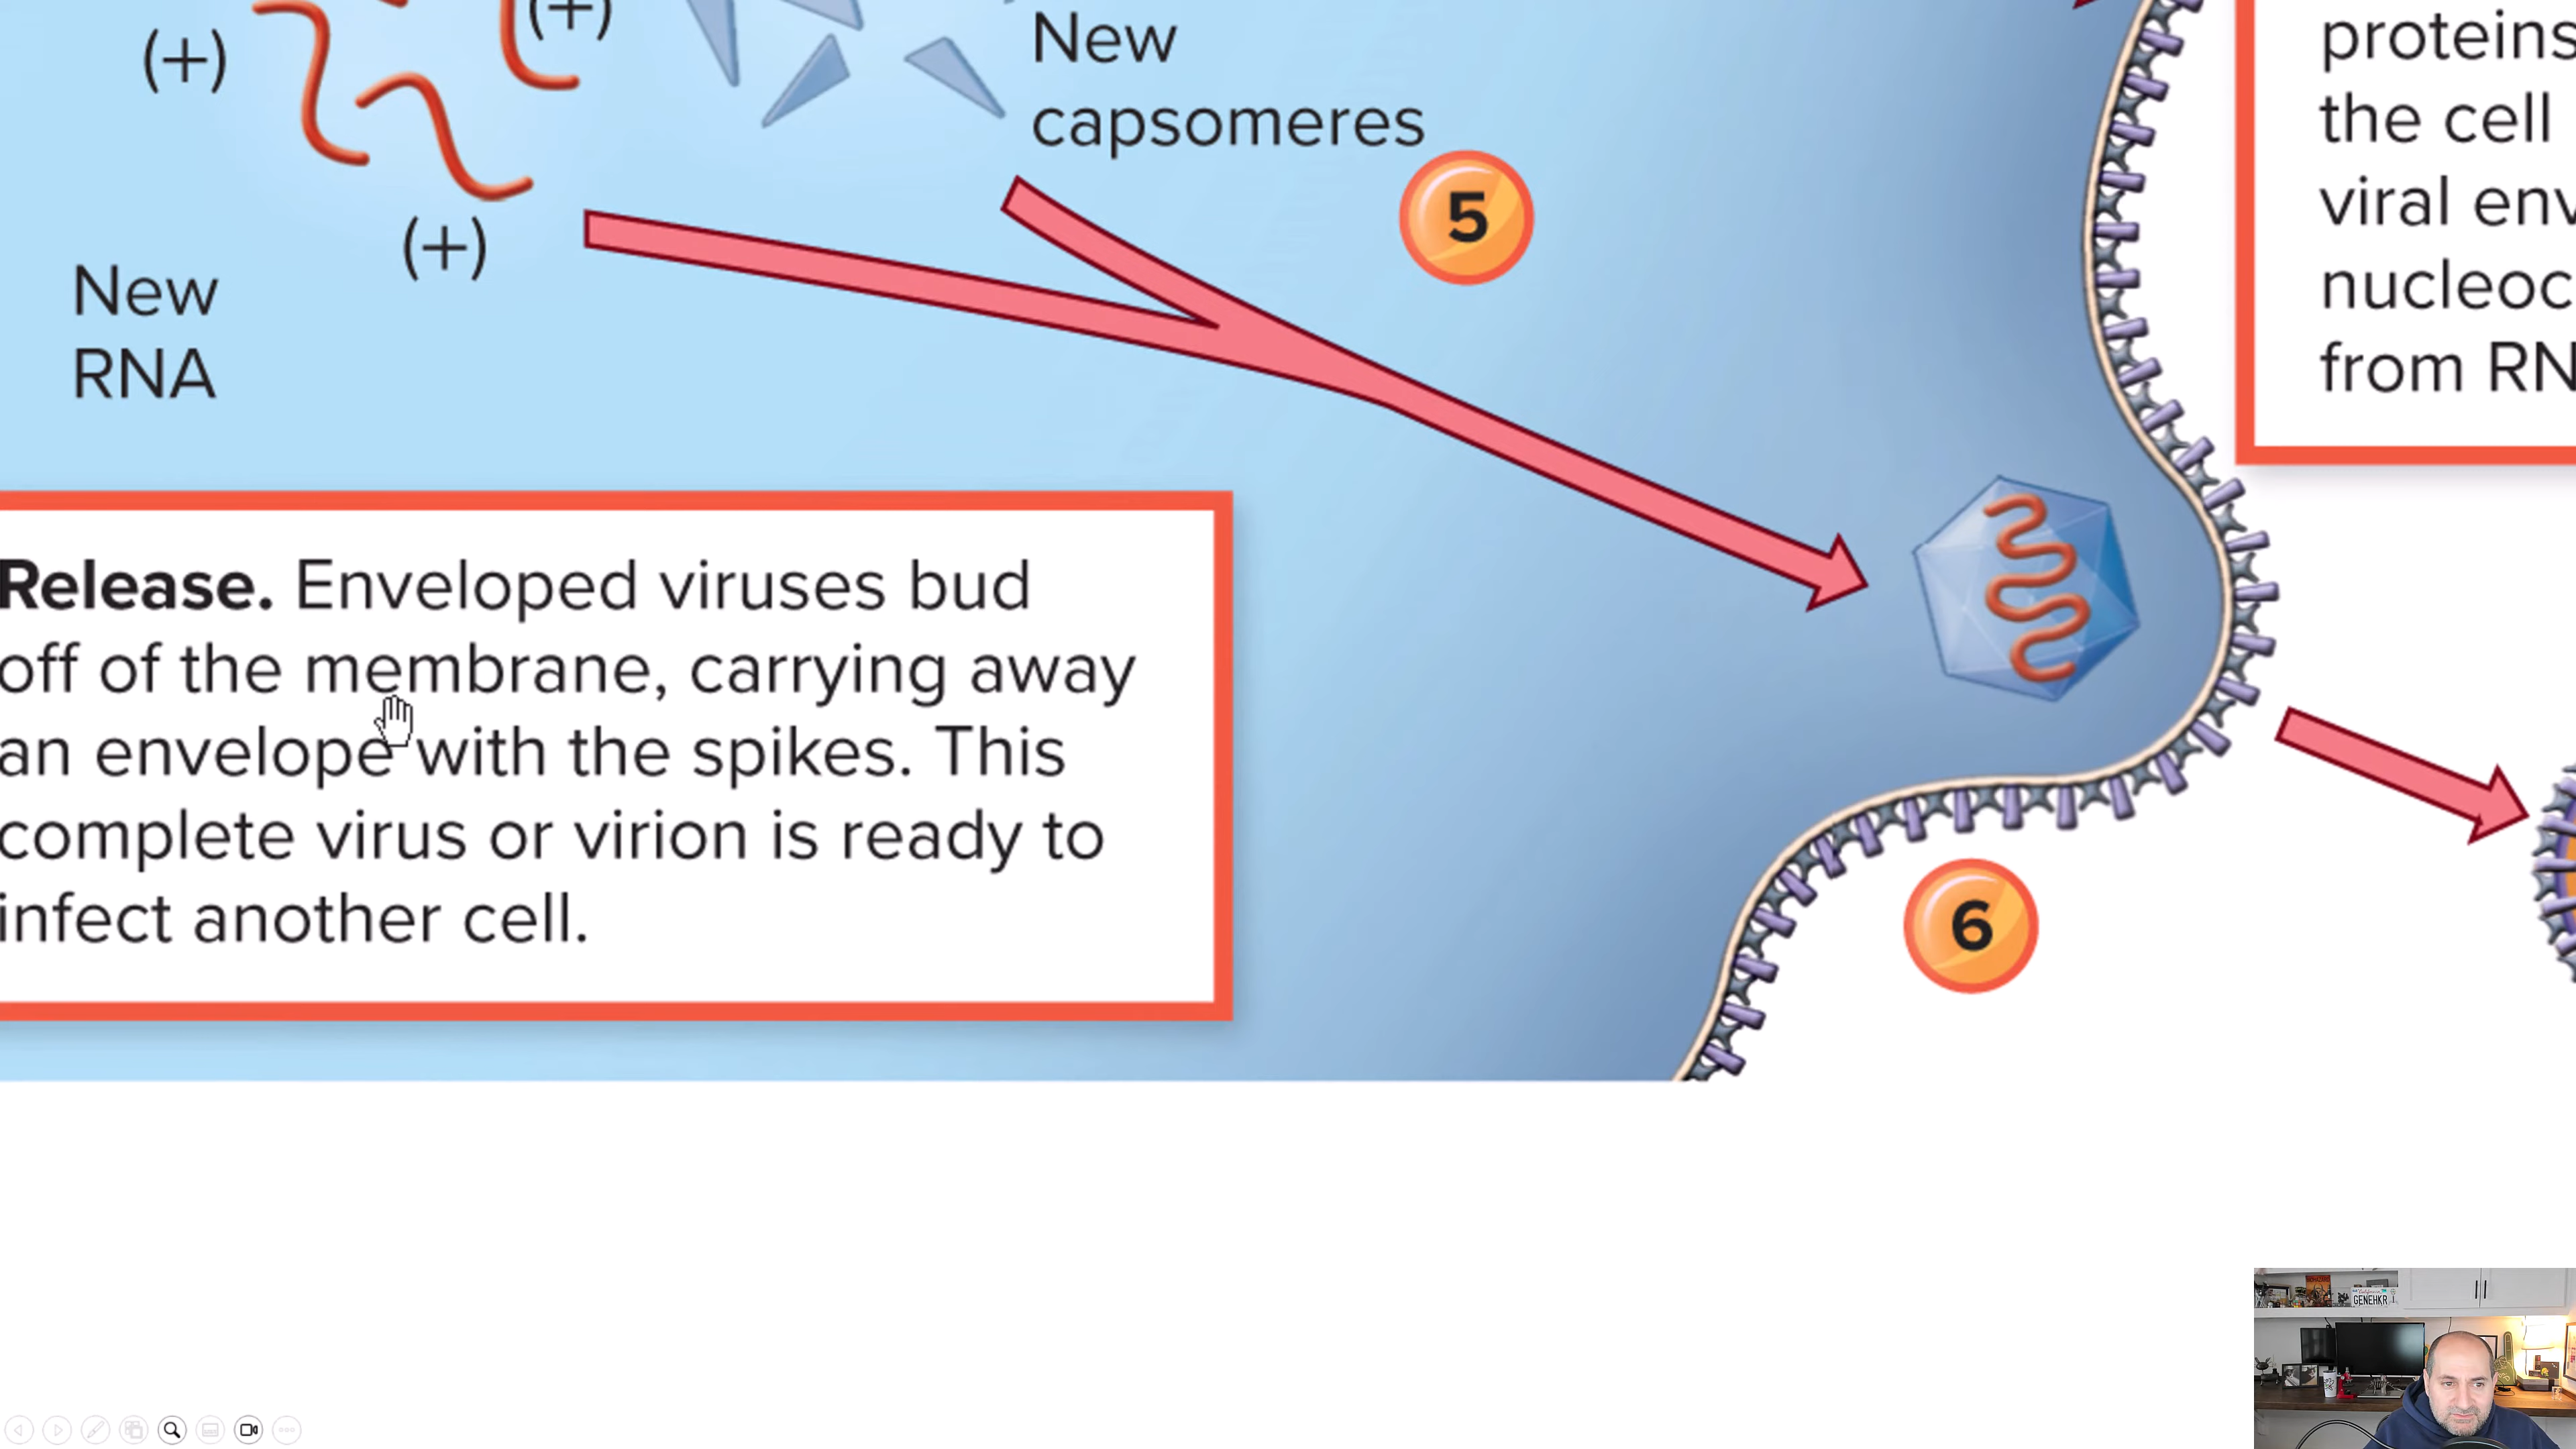 (+)
(+)
New
capsomeres
(+)
New
RNA
5
proteins
the cell
viral env
nucleoc
from RN
Release. Enveloped viruses bud
off of the membrane, carrying away
an envelope with the spikes. This
complete virus or virion is ready to
infect another cell.
6
GENEHKR